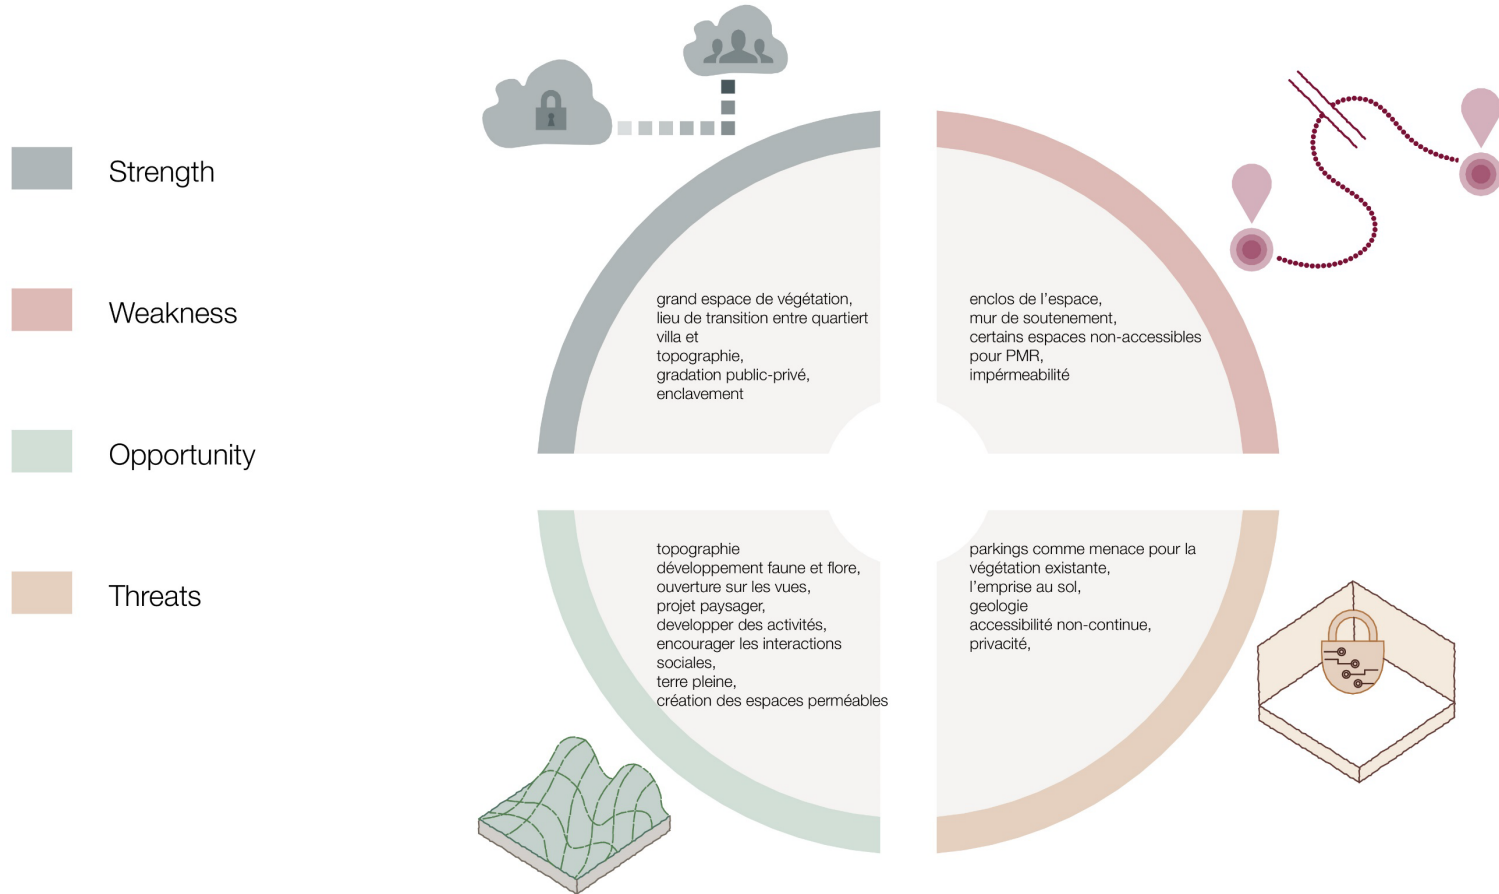 Strength
Weakness
Opportunity
Threats
grand espace de végétation,
lieu de transition entre quartiert
villa et
topographie,
gradation public-privé,
enclavement
enclos de l'espace,
mur de soutenement,
certains espaces non-accessibles
pour PMR,
impérmeabilité
topographie
développement faune et flore,
ouverture sur les vues,
projet paysager,
developper des activités,
encourager les interactions
sociales,
terre pleine,
création des espaces perméables
parkings comme menace pour la
végétation existante,
l'emprise au sol,
geologie
accessibilité non-continue,
privacité,